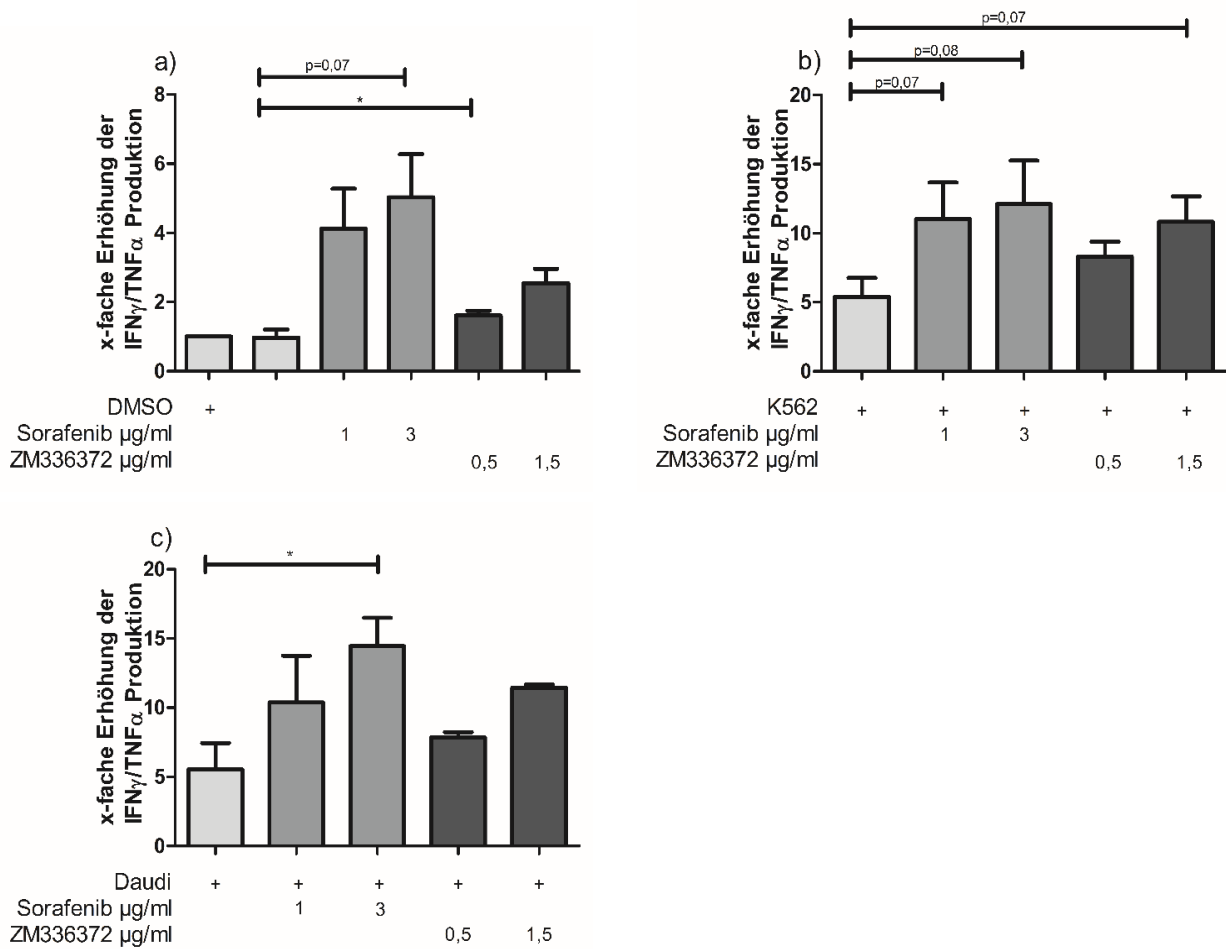 a)
p=0,07
*
8
6
4
2
0
x-fache Erhöhung der
IFNγ/TNFα Produktion
DMSO +
Sorafenib µg/ml 1 3
ZM336372 µg/ml 0,5 1,5
b)
p=0,07
p=0,08
p=0,07
20
15
10
5
0
x-fache Erhöhung der
IFNγ/TNFα Produktion
K562 + + + + +
Sorafenib µg/ml 1 3
ZM336372 µg/ml 0,5 1,5
c)
*
20
15
10
5
0
x-fache Erhöhung der
IFNγ/TNFα Produktion
Daudi + + + + +
Sorafenib µg/ml 1 3
ZM336372 µg/ml 0,5 1,5